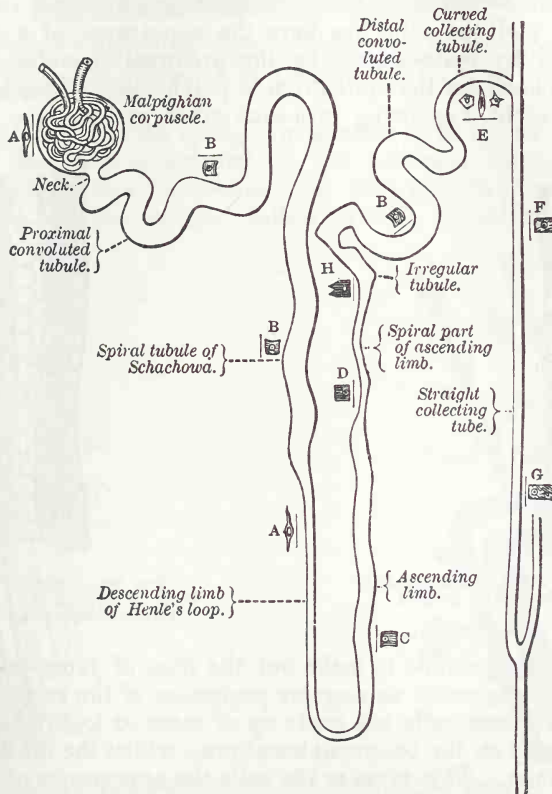 Curved
collecting
tubule.
Distal
convo-
luted
tubule.
Malpighian
corpuscle.
A
B
E
Neck.
B
F
Proximal
convoluted
tubule.
H
Irregular
tubule.
B
Spiral tubule of
Schachowa.
Spiral part
of ascending
limb.
D
Straight
collecting
tube.
G
A
Descending limb
of Henle's loop.
Ascending
limb.
C